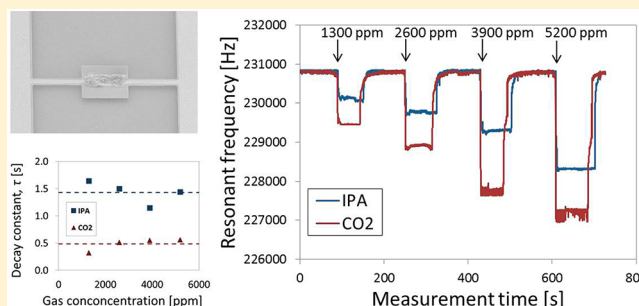 232000
231000
230000
229000
228000
227000
226000
Resonant frequency [Hz]
1300 ppm
2600 ppm
3900 ppm
5200 ppm
IPA
CO2
0
200
400
600
80
Measurement time [s]
2.0
1.5
1.0
0.5
0.0
Decay constant, τ [s]
IPA
CO2
0
2000
4000
6000
Gas conconcentration [ppm]